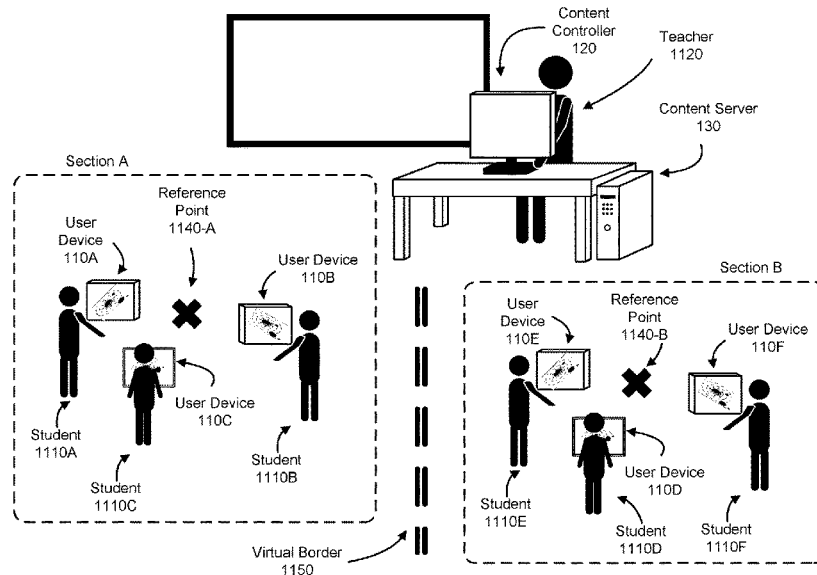 Content
Controller
120
Teacher
1120
Content Server
130
Section A
Reference
Point
1140-A
User
Device
110A
User Device
110B
User Device
110C
Student
1110A
Student
1110B
Student
1110C
Section B
User
Device
110E
Reference
Point
1140-B
User Device
110F
User Device
110D
Student
1110E
Student
1110D
Student
1110F
Virtual Border
1150